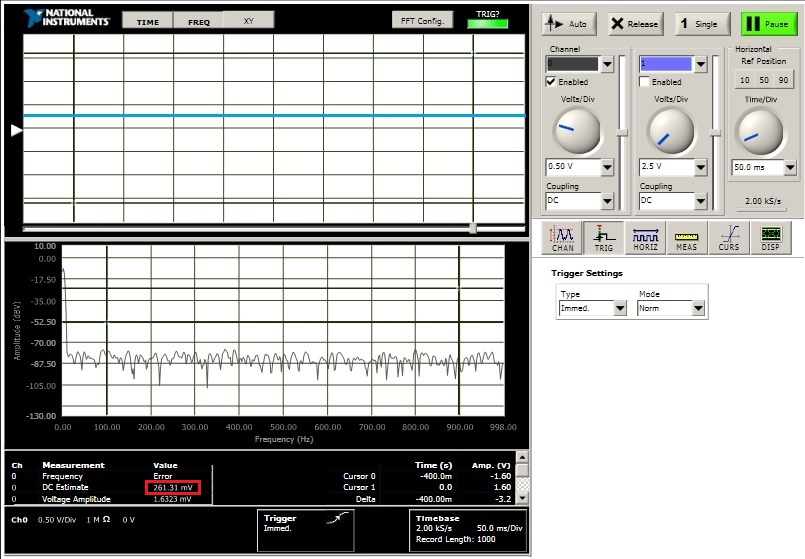 NATIONAL INSTRUMENTS™
TIME FREQ XY
FFT Config.
TRIG?
10.00
0.00
-17.50
-35.00
-52.50
-70.00
-87.50
-105.00
-130.00
Amplitude (dBV)
0.00 100.00 200.00 300.00 400.00 500.00 600.00 700.00 800.00 900.00 998.00
Frequency (Hz)
Ch Measurement Value
0 Frequency Error
0 DC Estimate 261.31 mV
0 Voltage Amplitude 1.6323 mV
Time (s) Amp. (V)
Cursor 0 -400.0m -1.60
Cursor 1 0.0 1.60
Delta -400.00m -3.2
Ch0 0.50 V/Div 1 M Ω 0 V
Trigger
Immed.
Timebase
2.00 kS/s 50.0 ms/Div
Record Length: 1000
Auto
Release
1 Single
Pause
Channel
0
Enabled
Volts/Div
0.50 V
Coupling
DC
1
Enabled
Volts/Div
2.5 V
Coupling
DC
Horizontal
Ref Position
10 50 90
Time/Div
50.0 ms
2.00 kS/s
CHAN TRIG HORIZ MEAS CURS DISP
Trigger Settings
Type Mode
Immed. Norm